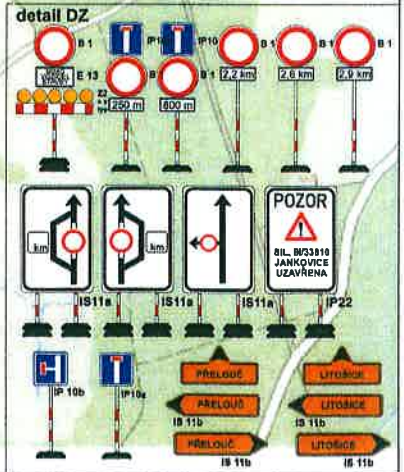 detail DZ
B 1
E 13
Z2
IP10
B 1
250 m
IP10
B 1
800 m
B 1
2,2 km
B 1
2,6 km
B 1
2,9 km
km
IS11a
km
IS11a
IS11a
POZOR
SIL. III/33810
JANKOVICE
UZAVŘENA
IP22
IP 10b
IP10a
PŘELOUČ
PŘELOUČ
IS 11b
PŘELOUČ
IS 11b
LITOŠICE
LITOŠICE
IS 11b
LITOŠICE
IS 11b